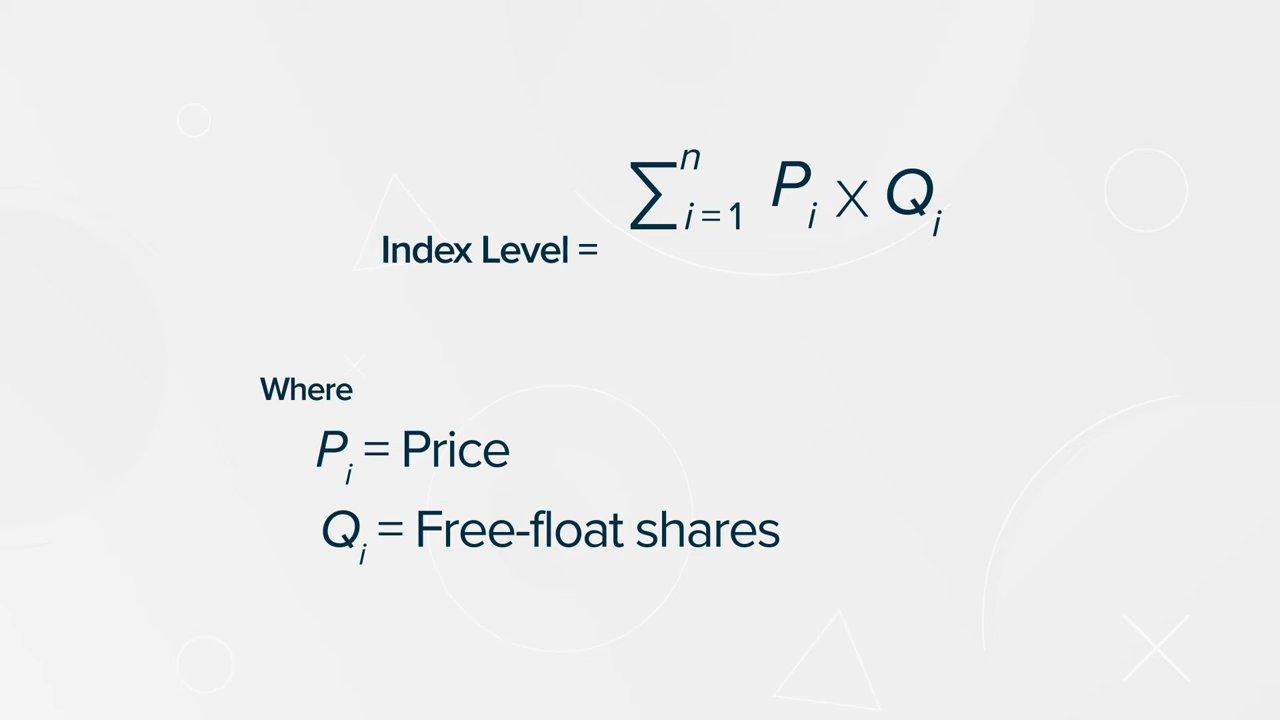 Index Level = ∑ⁿᵢ₌₁ Pᵢ × Qᵢ
Where
Pᵢ = Price
Qᵢ = Free-float shares